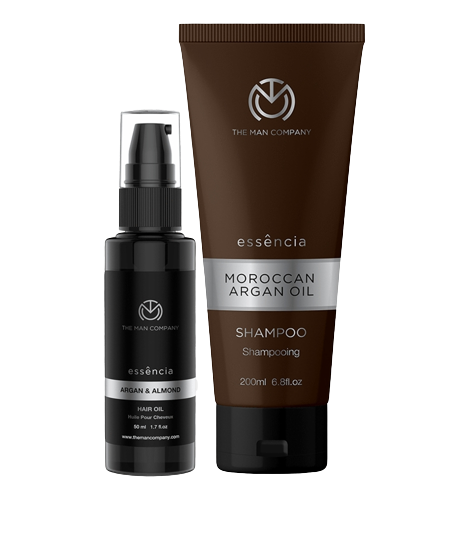 THE MAN COMPANY
essência
ARGAN & ALMOND
HAIR OIL
Huile Pour Cheveux
50 ml 1.7 fl.oz
www.themancompany.com
THE MAN COMPANY
essência
MOROCCAN
ARGAN OIL
SHAMPOO
Shampooing
200ml 6.8fl.oz